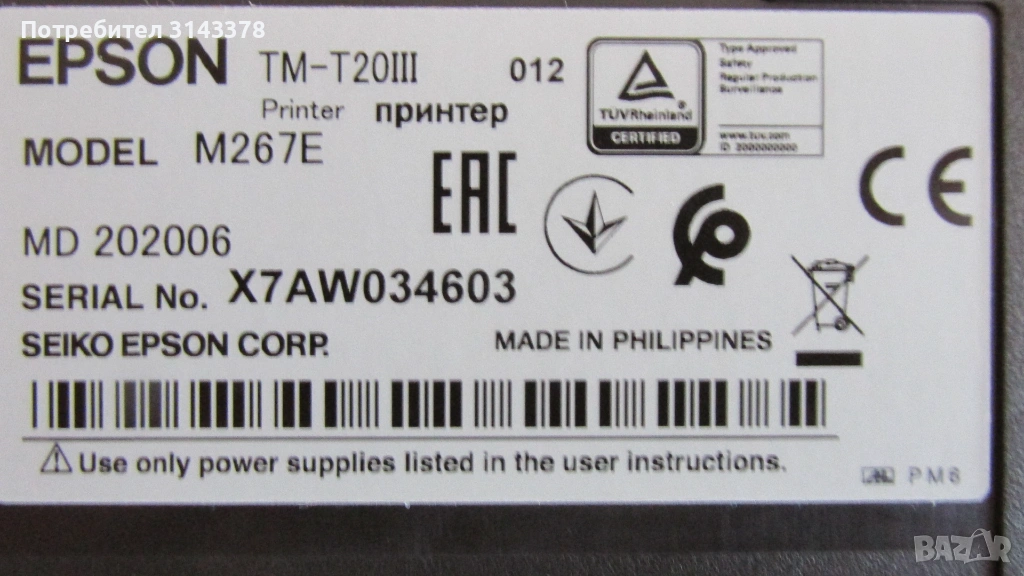 Потребител 3143378
EPSON TM-T20III 012
Printer принтер
MODEL M267E
TÜVRheinland
CERTIFIED
Type Approved
Safety
Regular Production
Surveillance
www.tuv.com
ID 2000000000
EAC
CE
MD 202006
SERIAL No. X7AW034603
SEIKO EPSON CORP. MADE IN PHILIPPINES
Use only power supplies listed in the user instructions.
PM6
BAZAR